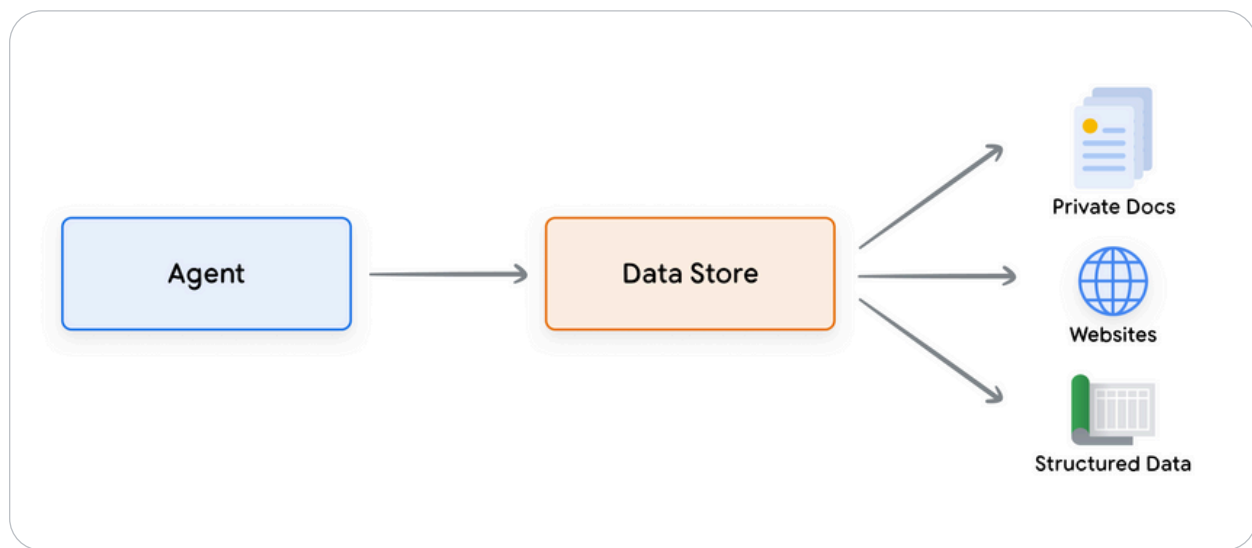 Agent
Data Store
Private Docs
Websites
Structured Data